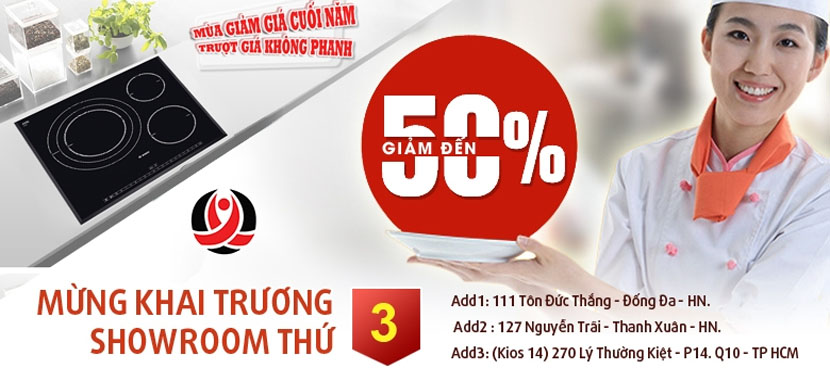 MÙA GIẢM GIÁ CUỐI NĂM
TRƯỢT GIÁ KHÔNG PHANH
50%
GIẢM ĐẾN
MỪNG KHAI TRƯƠNG
SHOWROOM THỨ
3
Add1: 111 Tôn Đức Thắng - Đống Đa - HN.
Add2 : 127 Nguyễn Trãi - Thanh Xuân - HN.
Add3: (Kios 14) 270 Lý Thường Kiệt - P14. Q10 - TP HCM